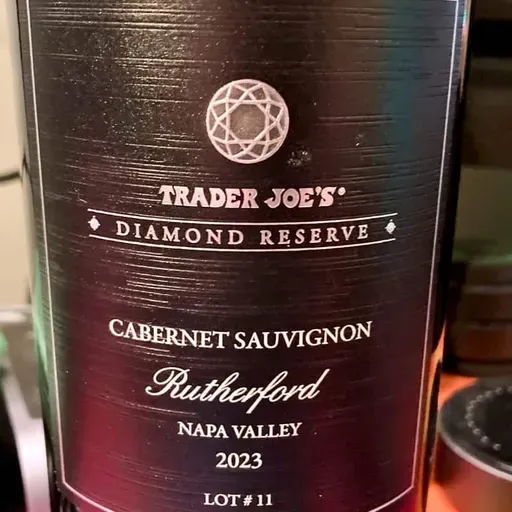 TRADER JOE'S
DIAMOND RESERVE
CABERNET SAUVIGNON
Rutherford
NAPA VALLEY
2023
LOT # 11